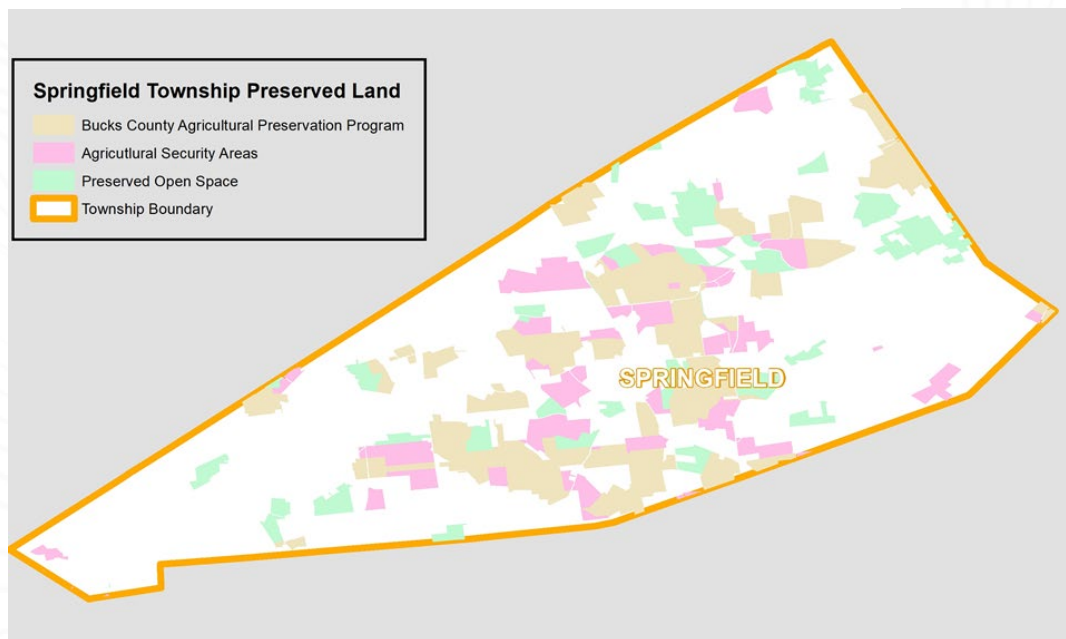 Springfield Township Preserved Land
Bucks County Agricultural Preservation Program
Agricutlural Security Areas
Preserved Open Space
Township Boundary
SPRINGFIELD